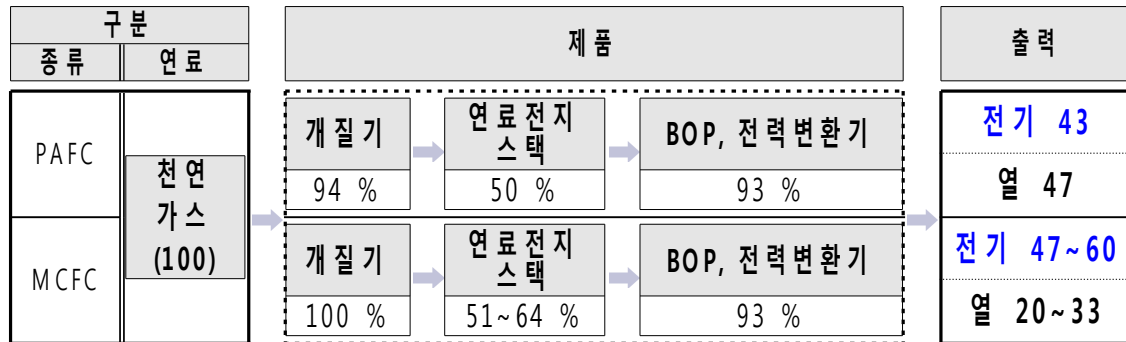 구분
종류 연료
제품
출력
PAFC
천연
가스
(100)
개질기
94 %
연료전지
스택
50 %
BOP, 전력변환기
93 %
전기 43
열 47
MCFC
개질기
100 %
연료전지
스택
51~64 %
BOP, 전력변환기
93 %
전기 47~60
열 20~33